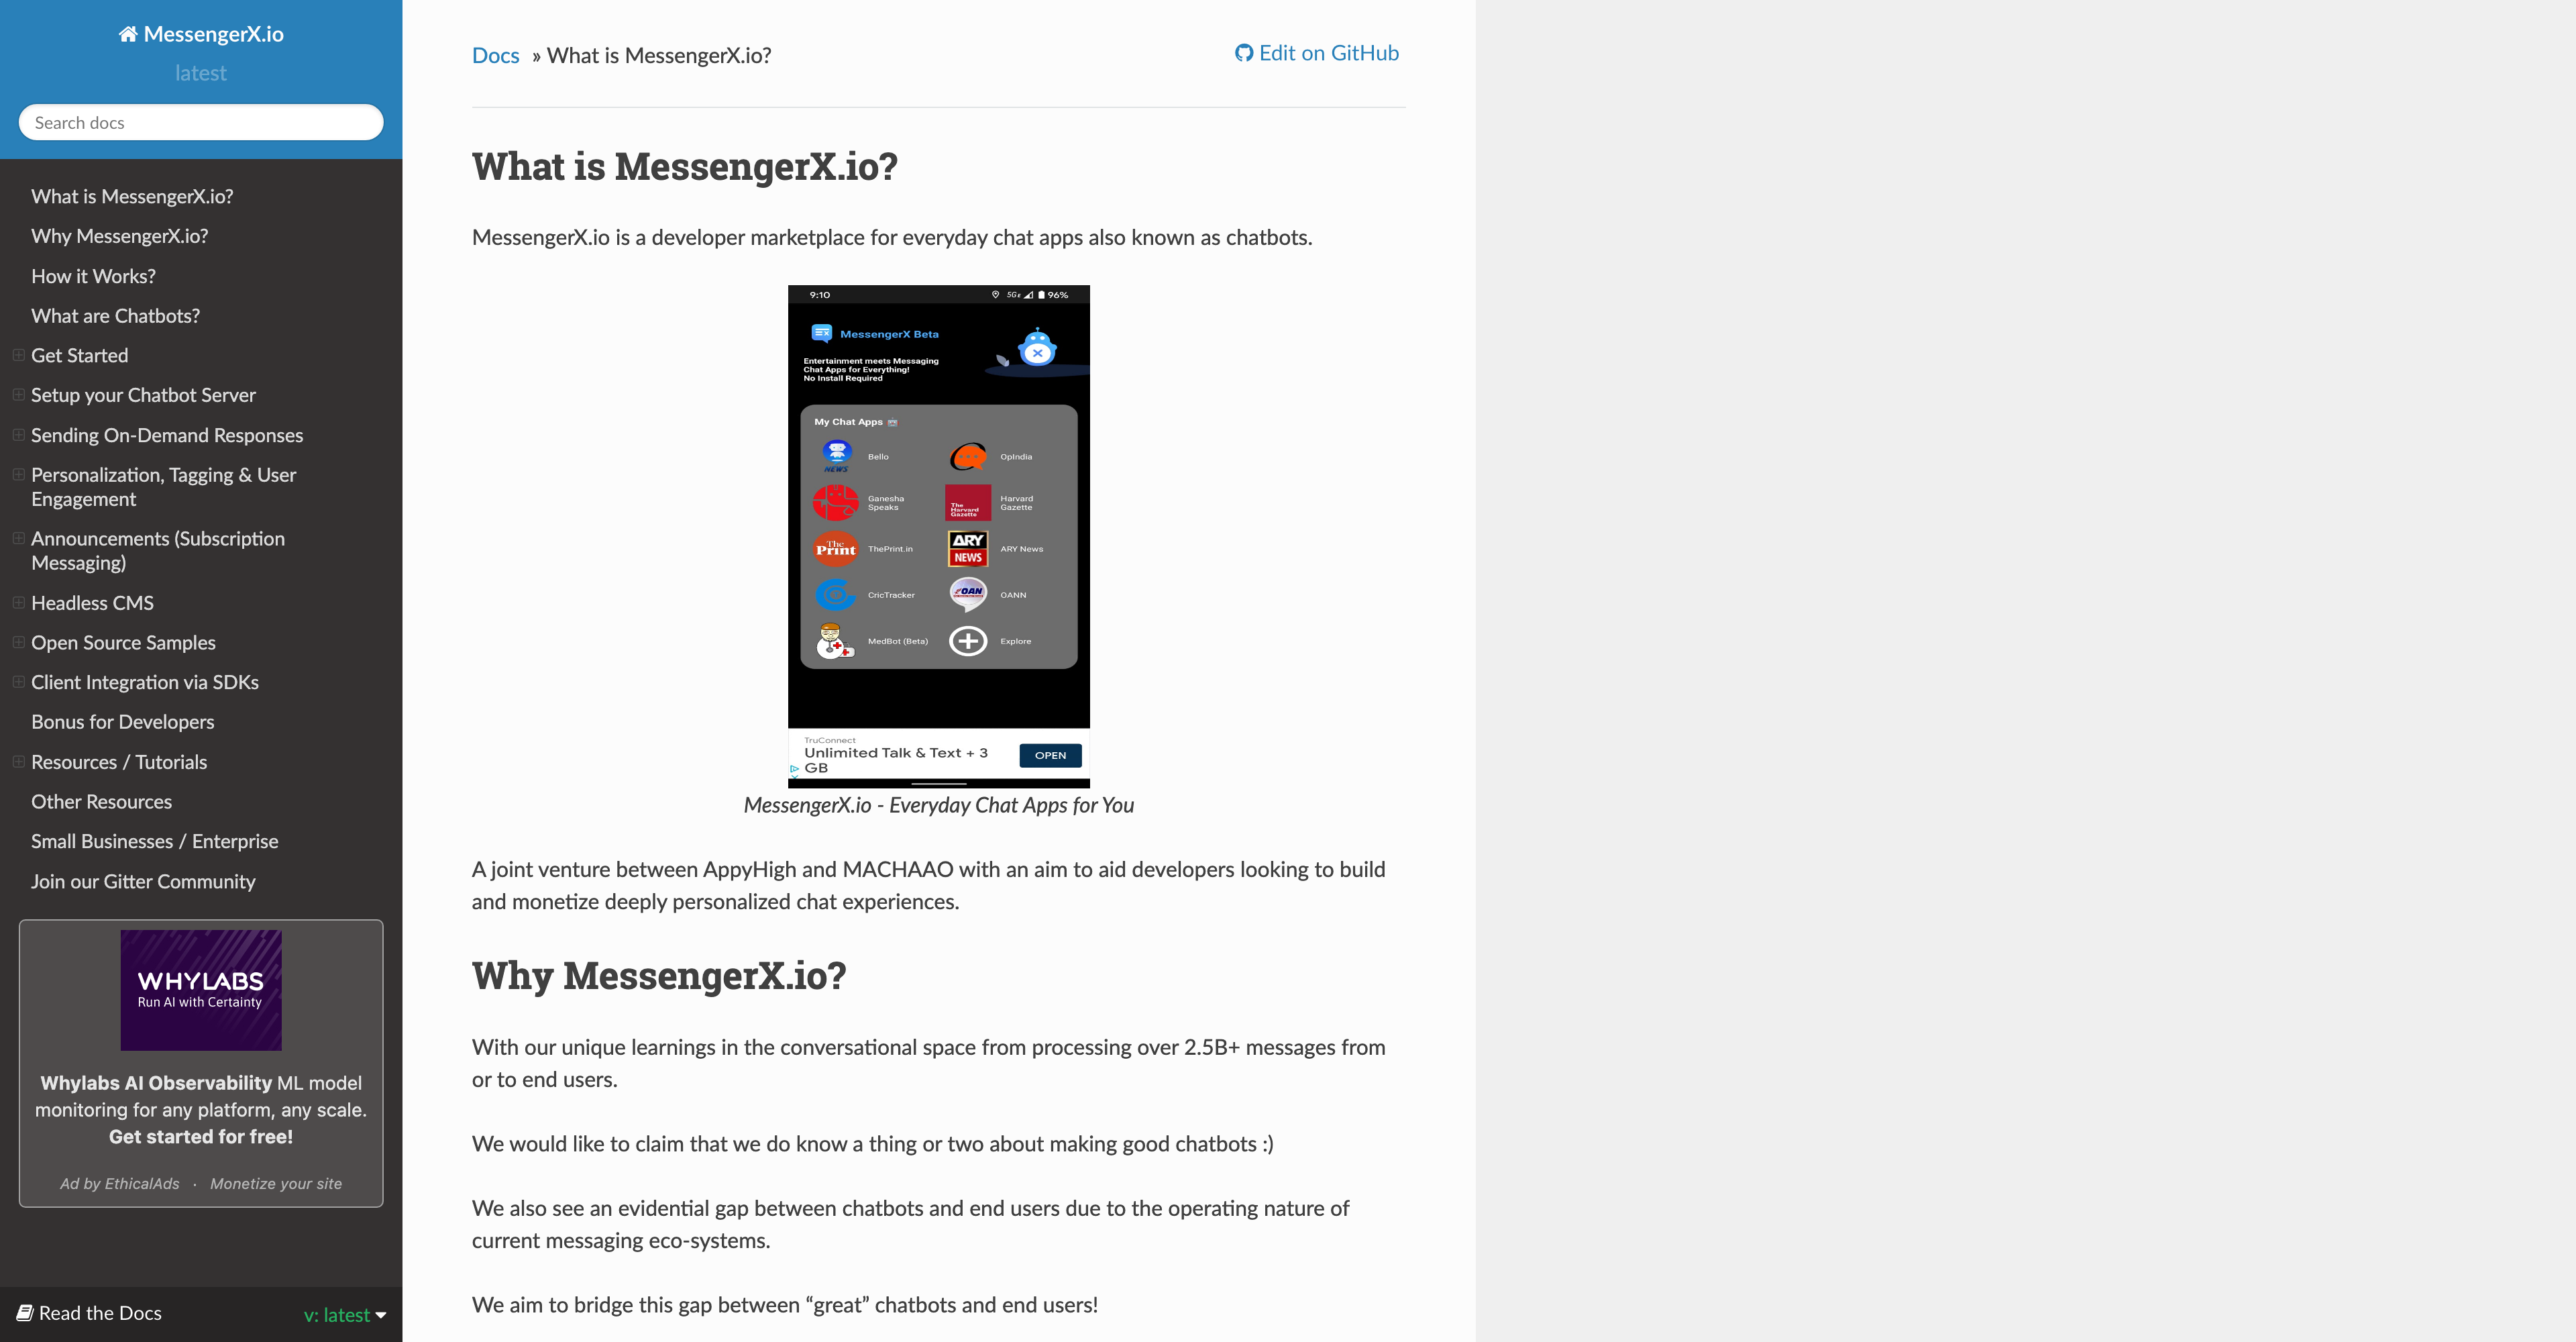 MessengerX.io
latest
Search docs
What is MessengerX.io?
Why MessengerX.io?
How it Works?
What are Chatbots?
Get Started
Setup your Chatbot Server
Sending On-Demand Responses
Personalization, Tagging & User
Engagement
Announcements (Subscription
Messaging)
Headless CMS
Open Source Samples
Client Integration via SDKs
Bonus for Developers
Resources / Tutorials
Other Resources
Small Businesses / Enterprise
Join our Gitter Community
WHYLABS
Run AI with Certainty
Whylabs AI Observability ML model
monitoring for any platform, any scale.
Get started for free!
Ad by EthicalAds · Monetize your site
Read the Docs
v: latest
Docs » What is MessengerX.io?
Edit on GitHub
What is MessengerX.io?
MessengerX.io is a developer marketplace for everyday chat apps also known as chatbots.
9:10 5GE 96%
MessengerX Beta
Entertainment meets Messaging
Chat Apps for Everything!
No Install Required
My Chat Apps
NEWS
Bello
OpIndia
Ganesha
Speaks
The
Harvard
Gazette
Harvard
Gazette
The
Print
ThePrint.in
ARY
NEWS
ARY News
CricTracker
OAN
OANN
MedBot (Beta)
Explore
TruConnect
Unlimited Talk & Text + 3
GB
OPEN
MessengerX.io - Everyday Chat Apps for You
A joint venture between AppyHigh and MACHAAO with an aim to aid developers looking to build
and monetize deeply personalized chat experiences.
Why MessengerX.io?
With our unique learnings in the conversational space from processing over 2.5B+ messages from
or to end users.
We would like to claim that we do know a thing or two about making good chatbots :)
We also see an evidential gap between chatbots and end users due to the operating nature of
current messaging eco-systems.
We aim to bridge this gap between “great” chatbots and end users!